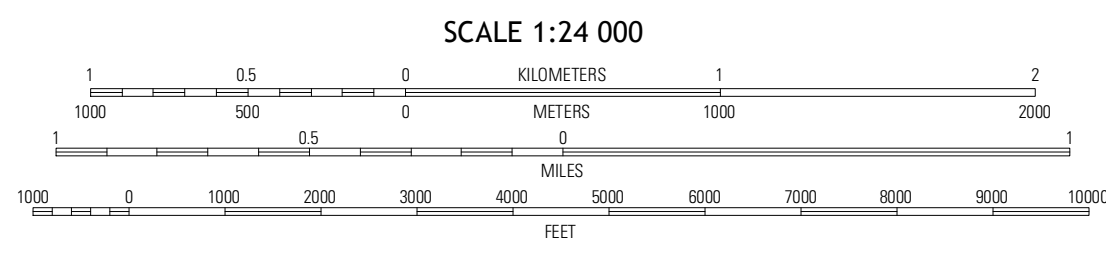 SCALE 1:24 000
1 0.5 0 KILOMETERS 1 2
1000 500 0 METERS 1000 2000
1 0.5 0 1
MILES
1000 0 1000 2000 3000 4000 5000 6000 7000 8000 9000 10000
FEET